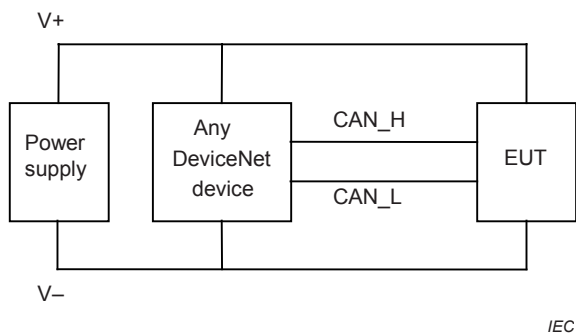 V+
Power
supply
Any
DeviceNet
device
CAN_H
CAN_L
EUT
V–
IEC